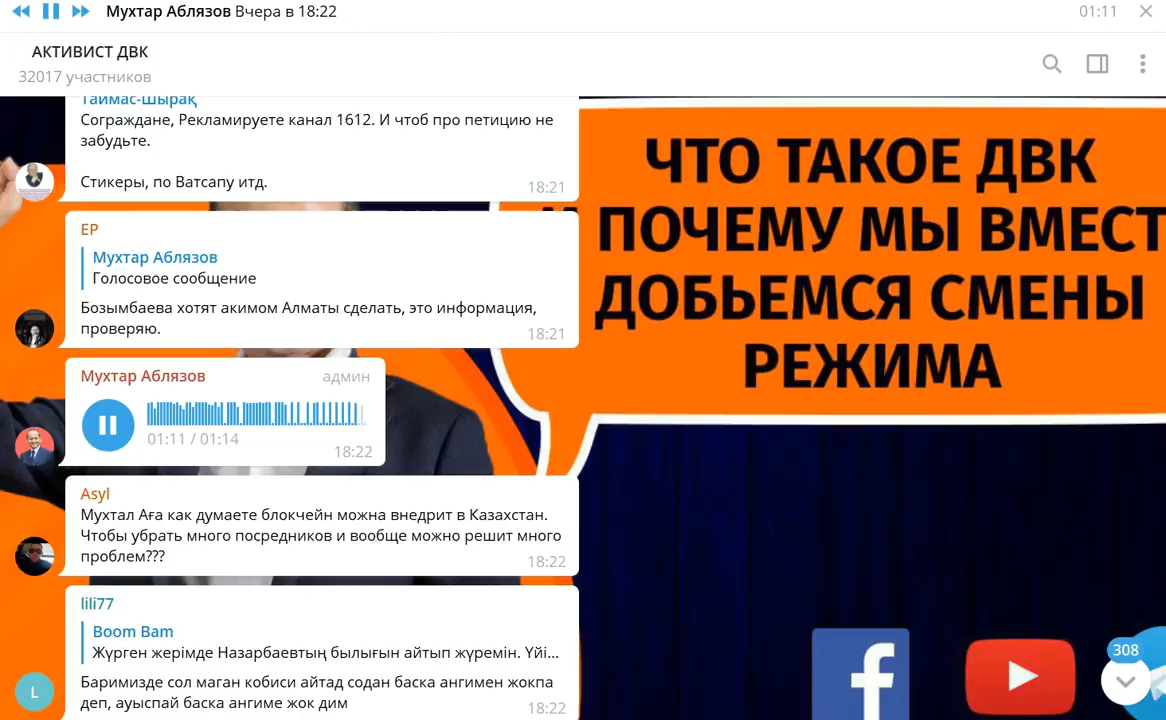 Мухтар Аблязов Вчера в 18:22
01:11
АКТИВИСТ ДВК
32017 участников
Таймас-Шырақ
Сограждане, Рекламируете канал 1612. И чтоб про петицию не
забудьте.
Стикеры, по Ватсапу итд.
18:21
EP
Мухтар Аблязов
Голосовое сообщение
Бозымбаева хотят акимом Алматы сделать, это информация,
проверяю.
18:21
Мухтар Аблязов
админ
01:11 / 01:14
18:22
Asyl
Мухтал Аға как думаете блокчейн можна внедрит в Казахстан.
Чтобы убрать много посредников и вообще можно решит много
проблем???
18:22
lili77
Boom Bam
Жүрген жерімде Назарбаевтың былығын айтып жүремін. Үйі...
Баримизде сол маган кобиси айтад содан баска ангимен жокпа
деп, ауыспай баска ангиме жок дим
18:22
L
ЧТО ТАКОЕ ДВК
ПОЧЕМУ МЫ ВМЕСТ
ДОБЬЕМСЯ СМЕНЫ
РЕЖИМА
308